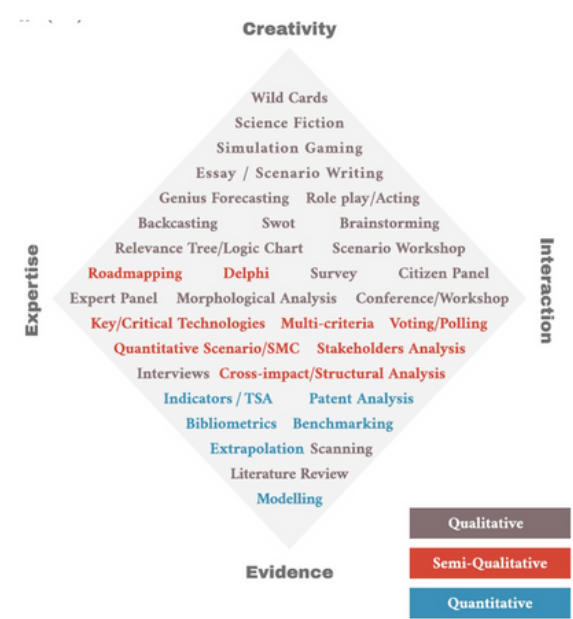 Creativity
Wild Cards
Science Fiction
Simulation Gaming
Essay / Scenario Writing
Genius Forecasting Role play/Acting
Backcasting Swot Brainstorming
Relevance Tree/Logic Chart Scenario Workshop
Roadmapping Delphi Survey Citizen Panel
Expert Panel Morphological Analysis Conference/Workshop
Key/Critical Technologies Multi-criteria Voting/Polling
Quantitative Scenario/SMC Stakeholders Analysis
Interviews Cross-impact/Structural Analysis
Indicators / TSA Patent Analysis
Bibliometrics Benchmarking
Extrapolation Scanning
Literature Review
Modelling
Expertise
Interaction
Evidence
Qualitative
Semi-Qualitative
Quantitative